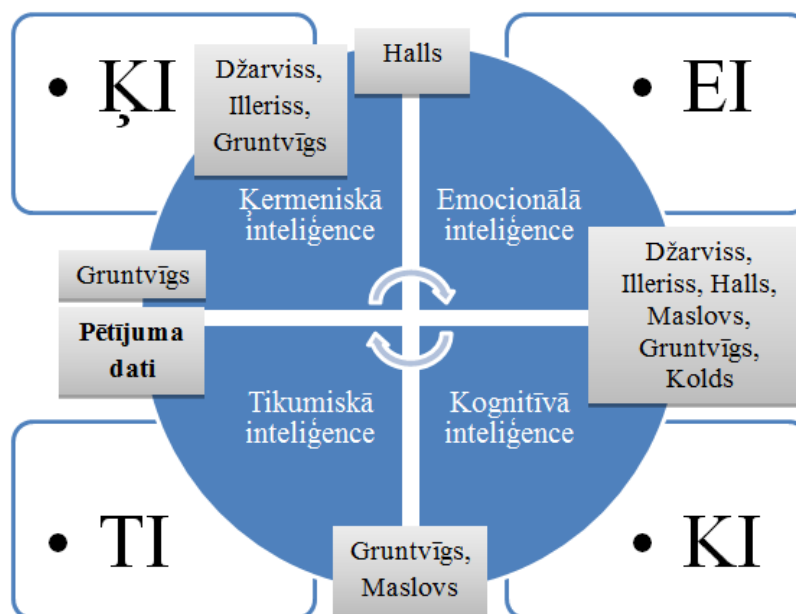 • ĶI
Džarviss,
Illeriss,
Gruntvīgs
Halls
• EI
Ķermeniskā
inteliģence
Emocionālā
inteliģence
Gruntvīgs
Pētījuma
dati
Džarviss,
Illeriss, Halls,
Maslovs,
Gruntvīgs,
Kolds
Tikumiskā
inteliģence
Kognitīvā
inteliģence
• TI
Gruntvīgs,
Maslovs
• KI